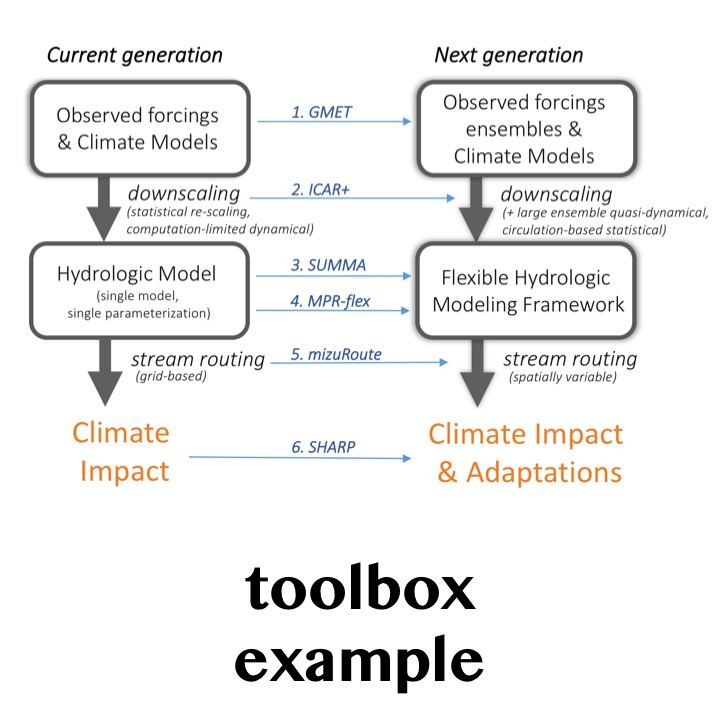 Current generation
Next generation
Observed forcings
& Climate Models
1. GMET
Observed forcings
ensembles &
Climate Models
downscaling
(statistical re-scaling,
computation-limited dynamical)
2. ICAR+
downscaling
(+ large ensemble quasi-dynamical,
circulation-based statistical)
Hydrologic Model
(single model,
single parameterization)
3. SUMMA
4. MPR-flex
Flexible Hydrologic
Modeling Framework
stream routing
(grid-based)
5. mizuRoute
stream routing
(spatially variable)
Climate
Impact
6. SHARP
Climate Impact
& Adaptations
toolbox
example